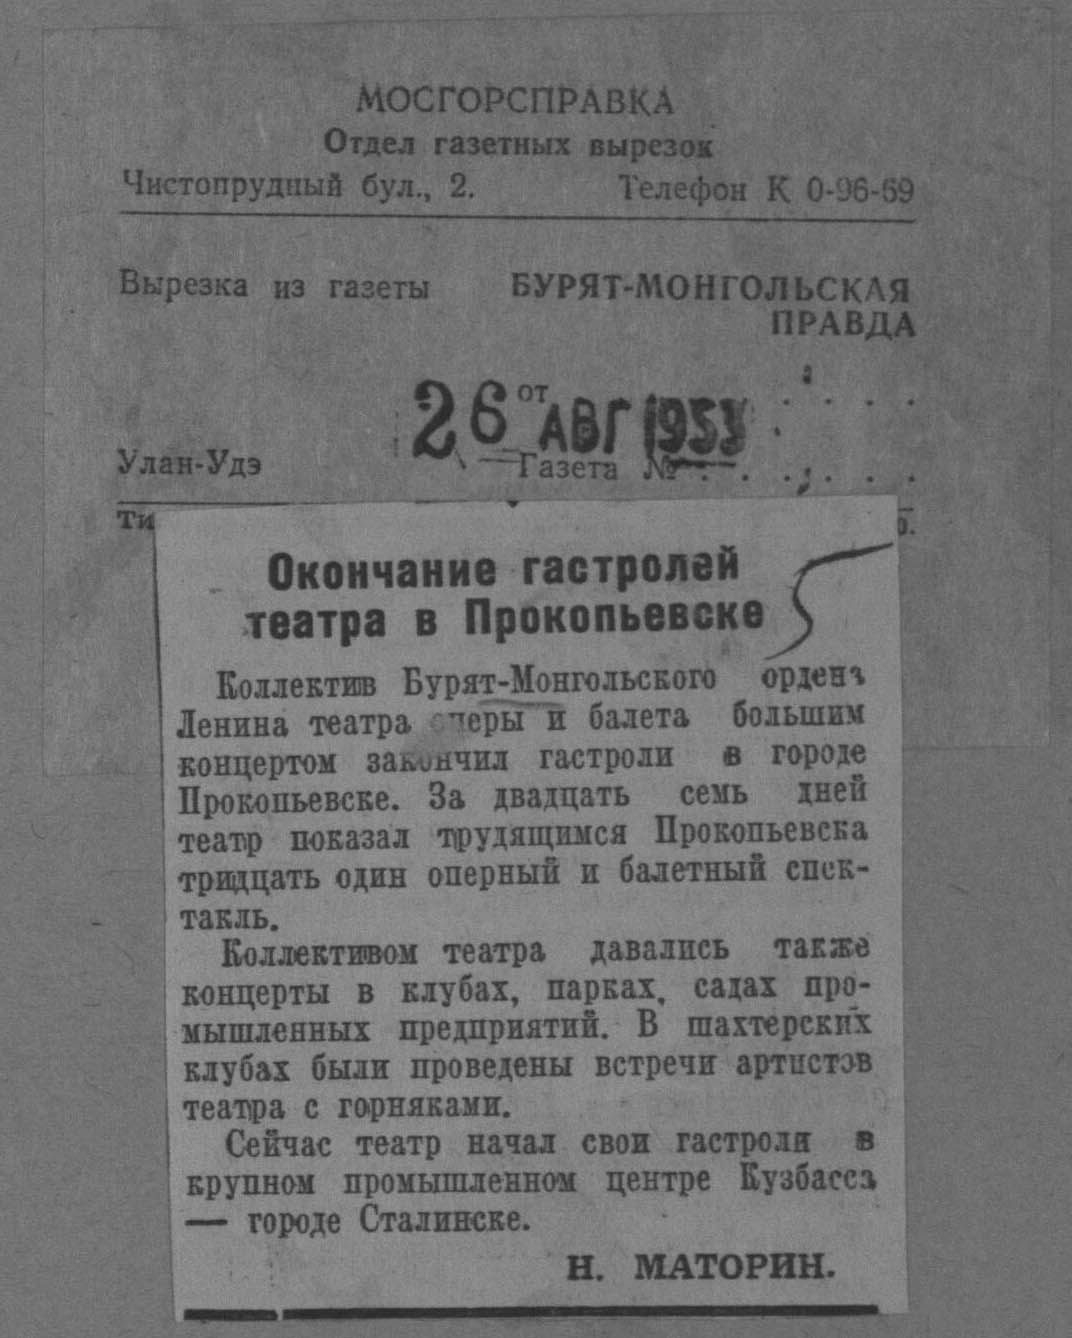 МОСГОРСПРАВКА
Отдел газетных вырезок
Чистопрудный бул., 2. Телефон К 0-96-69
Вырезка из газеты БУРЯТ-МОНГОЛЬСКАЯ
ПРАВДА
от
26 АВГ 1953
Улан-Удэ Газета № . . . . . .
Окончание гастролей
театра в Прокопьевске
Коллектив Бурят-Монгольского ордена
Ленина театра оперы и балета большим
концертом закончил гастроли в городе
Прокопьевске. За двадцать семь дней
театр показал трудящимся Прокопьевска
тридцать один оперный и балетный спек-
такль.
Коллективом театра давались также
концерты в клубах, парках, садах про-
мышленных предприятий. В шахтерских
клубах были проведены встречи артистов
театра с горняками.
Сейчас театр начал свои гастроли в
крупном промышленном центре Кузбасса
— городе Сталинске.
Н. МАТОРИН.